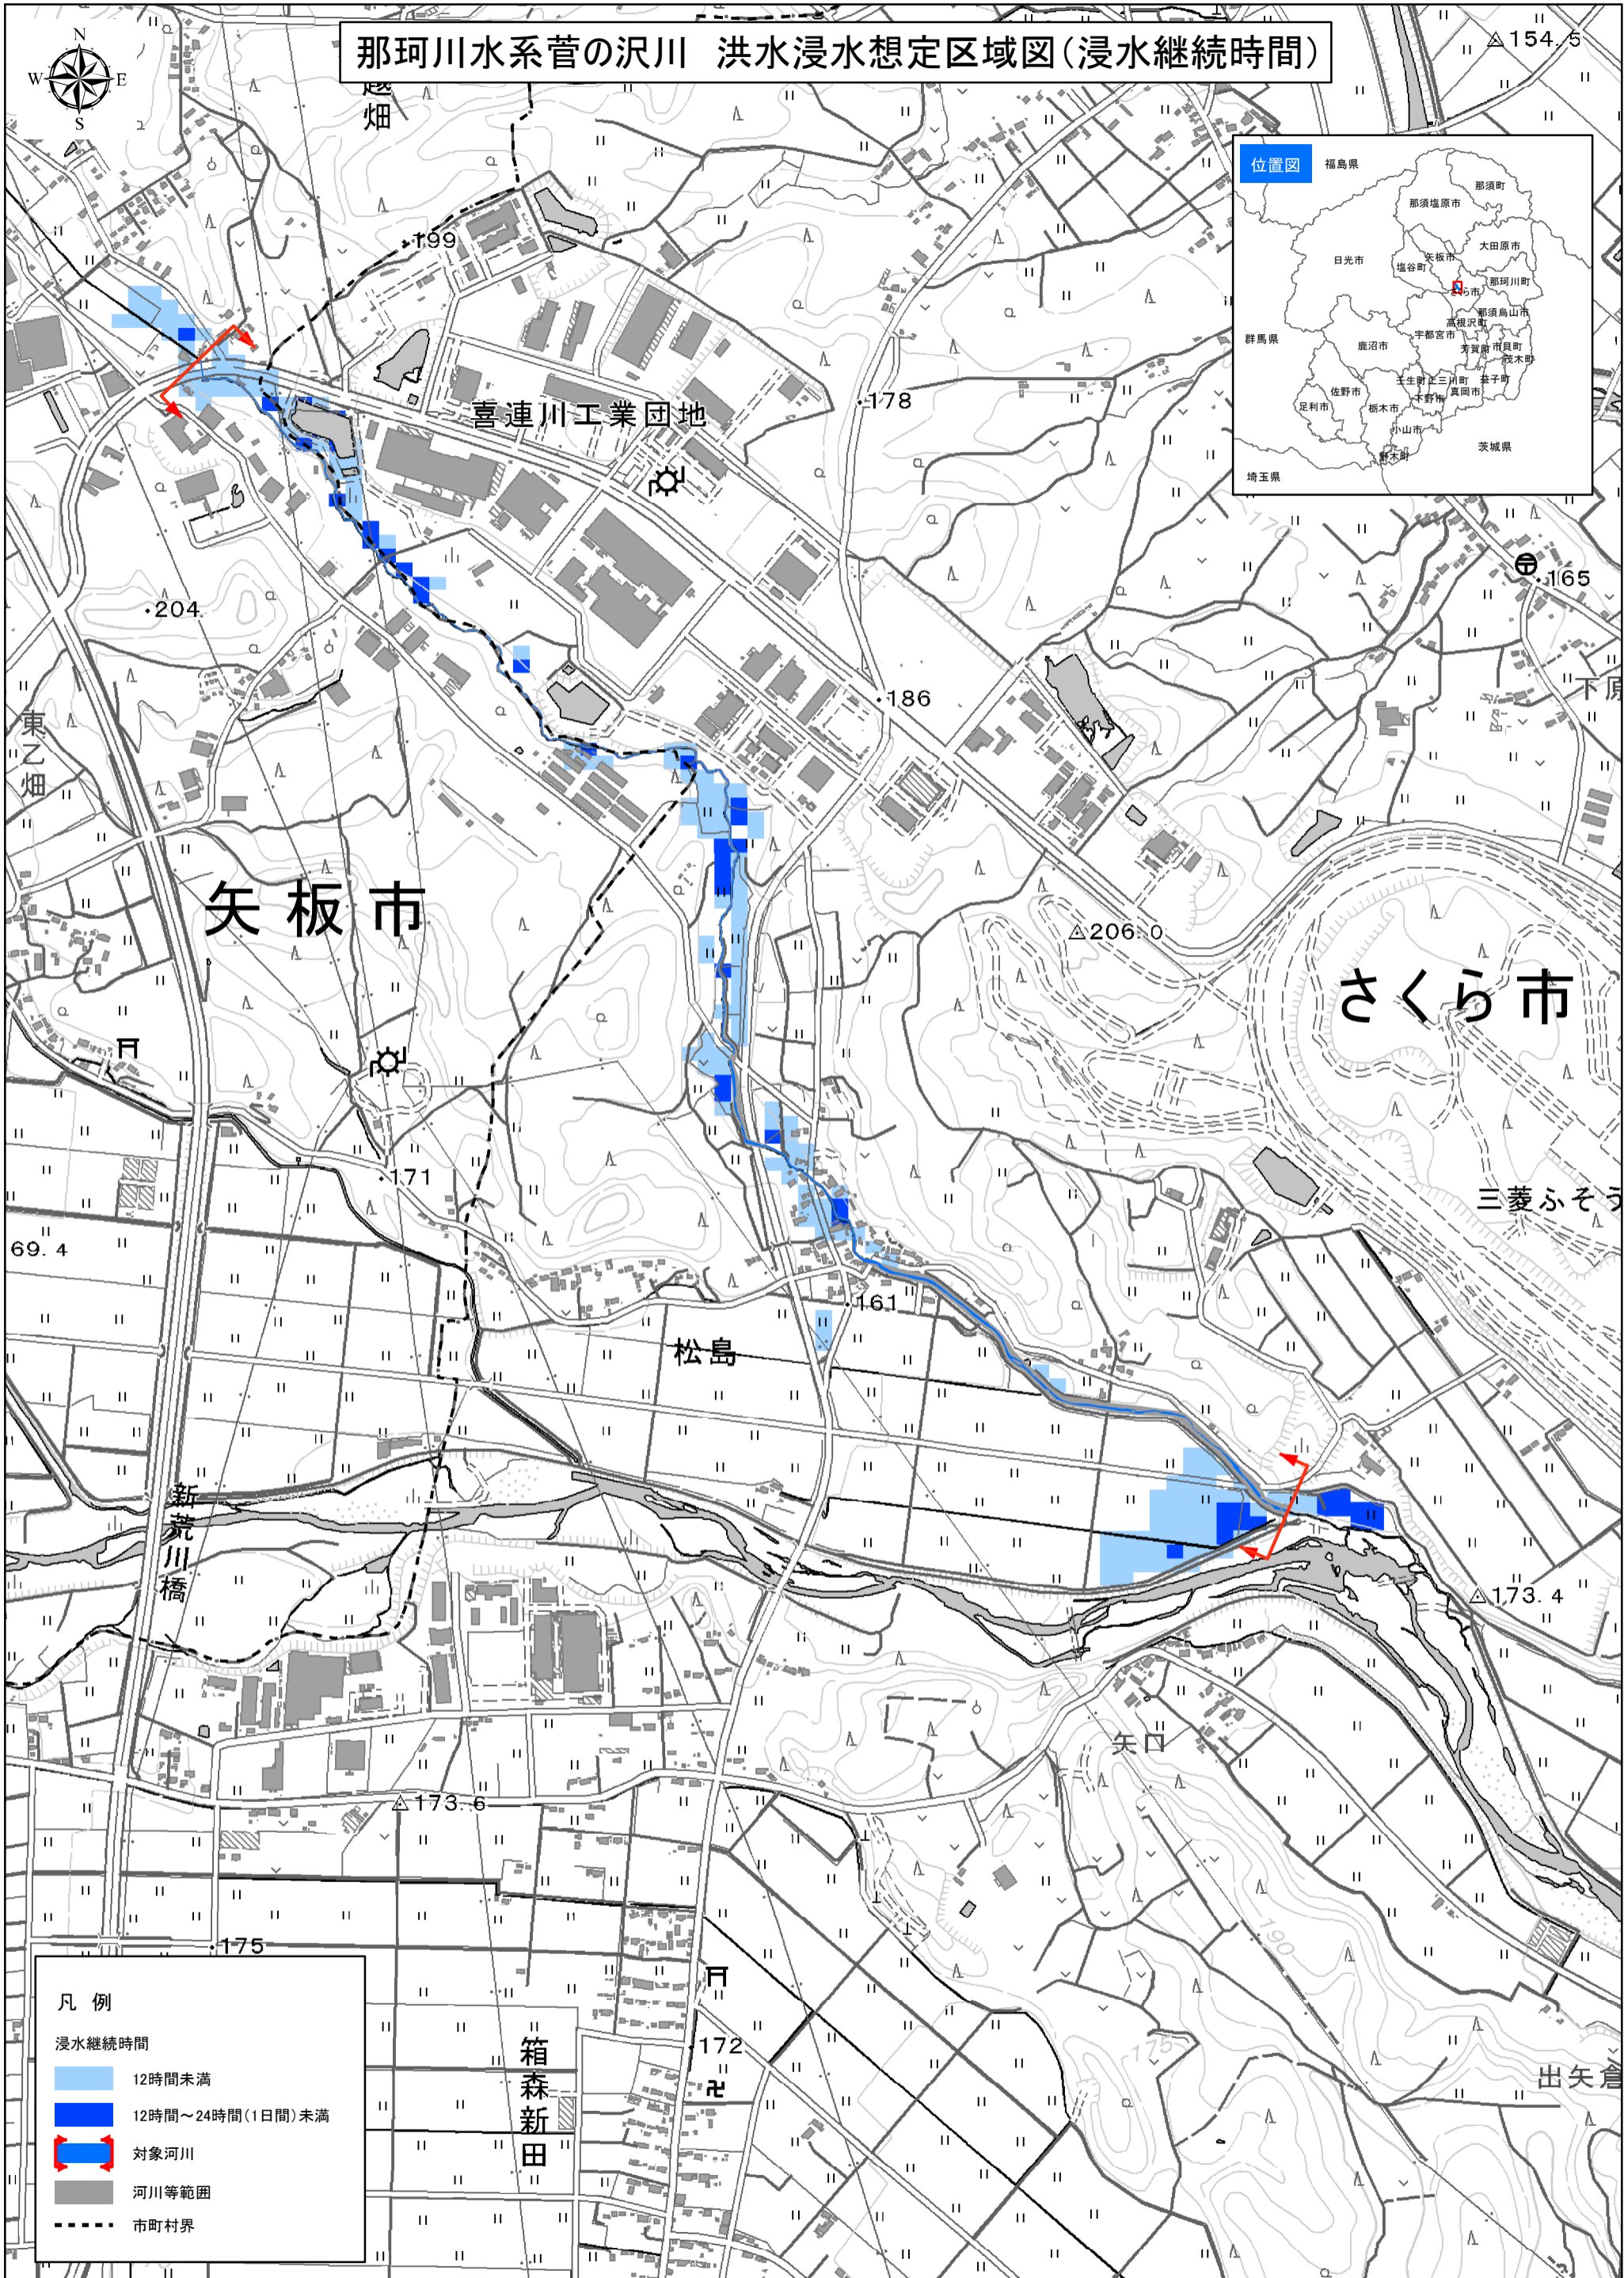 那珂川水系菅の沢川 洪水浸水想定区域図(浸水継続時間)
N
W
E
S
越畑
154.5
位置図
福島県
那須町
那須塩原市
大田原市
日光市
矢板市
塩谷町
那珂川町
さくら市
那須烏山市
高根沢町
宇都宮市
群馬県
鹿沼市
芳賀町
市貝町
茂木町
壬生町
上三川町
益子町
佐野市
真岡市
下野市
足利市
栃木市
小山市
茨城県
野木町
埼玉県
199
178
喜連川工業団地
170
165
204
186
下原
東乙畑
矢板市
206.0
さくら市
171
三菱ふそう
69.4
161
松島
新荒川橋
173.4
矢口
173.6
190
175
172
175
箱森新田
出矢倉
凡 例
浸水継続時間
12時間未満
12時間～24時間(1日間)未満
対象河川
河川等範囲
市町村界